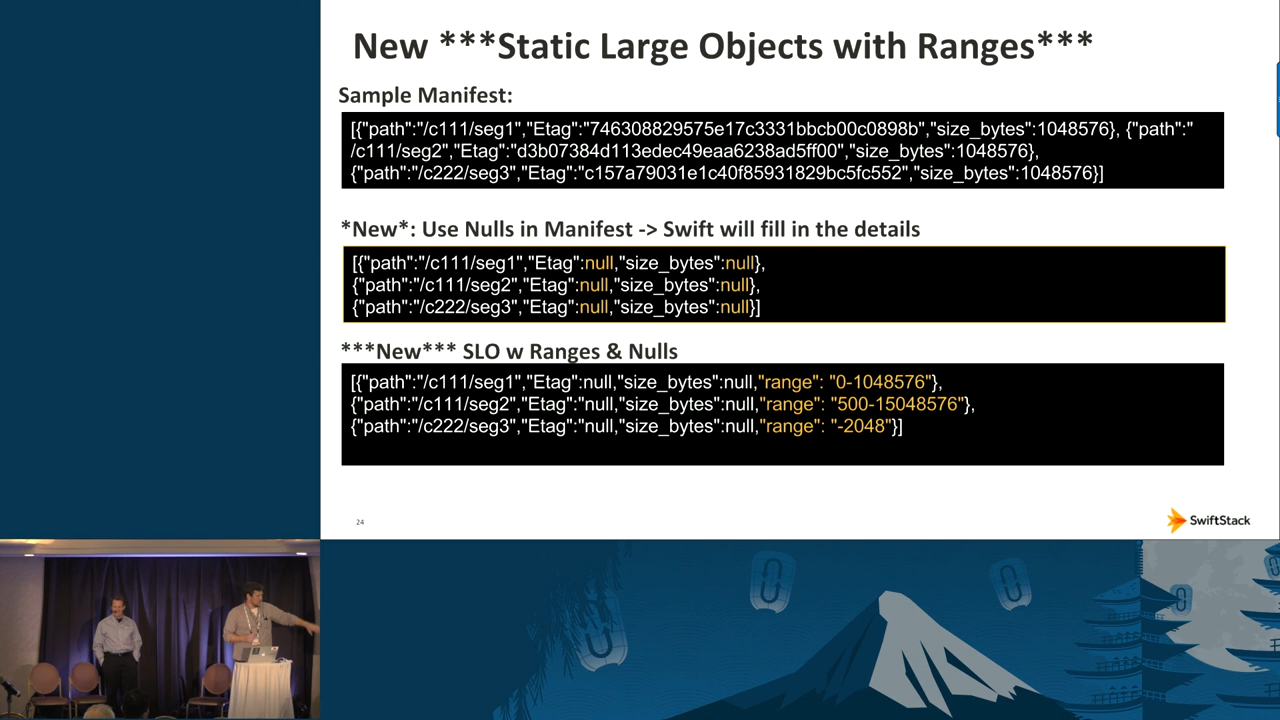 New ***Static Large Objects with Ranges***
Sample Manifest:
[{"path":"/c111/seg1","Etag":"746308829575e17c3331bbcb00c0898b","size_bytes":1048576}, {"path":"
/c111/seg2","Etag":"d3b07384d113edec49eaa6238ad5ff00","size_bytes":1048576},
{"path":"/c222/seg3","Etag":"c157a79031e1c40f85931829bc5fc552","size_bytes":1048576}]
*New*: Use Nulls in Manifest -> Swift will fill in the details
[{"path":"/c111/seg1","Etag":null,"size_bytes":null},
{"path":"/c111/seg2","Etag":null,"size_bytes":null},
{"path":"/c222/seg3","Etag":null,"size_bytes":null}]
***New*** SLO w Ranges & Nulls
[{"path":"/c111/seg1","Etag":null,"size_bytes":null,"range": "0-1048576"},
{"path":"/c111/seg2","Etag":"null,"size_bytes":null,"range": "500-15048576"},
{"path":"/c222/seg3","Etag":"null,"size_bytes":null,"range": "-2048"}]
24
SwiftStack